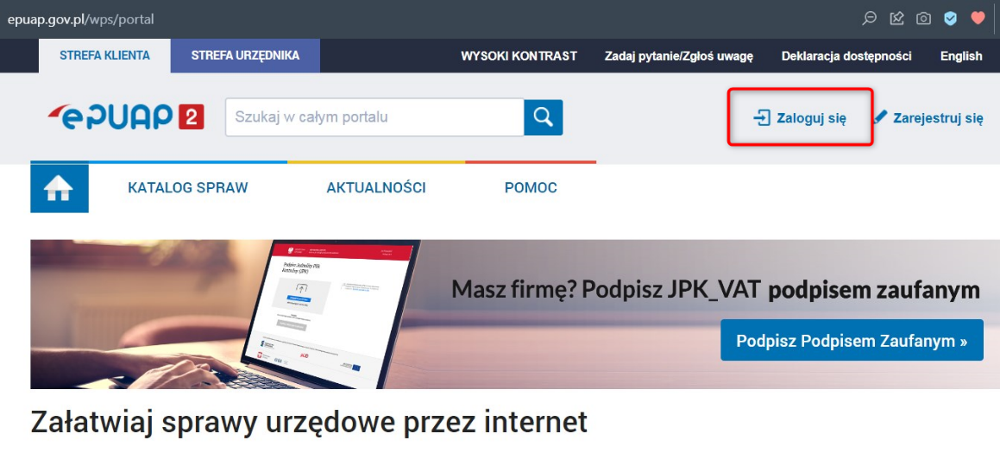 epuap.gov.pl/wps/portal
STREFA KLIENTA STREFA URZĘDNIKA WYSOKI KONTRAST Zadaj pytanie/Zgłoś uwagę Deklaracja dostępności English
epuap 2 Szukaj w całym portalu Zaloguj się Zarejestruj się
KATALOG SPRAW AKTUALNOŚCI POMOC
Podpisz Jednolity Plik
Kontrolny (JPK)
Masz firmę? Podpisz JPK_VAT podpisem zaufanym
Podpisz Podpisem Zaufanym »
Załatwiaj sprawy urzędowe przez internet